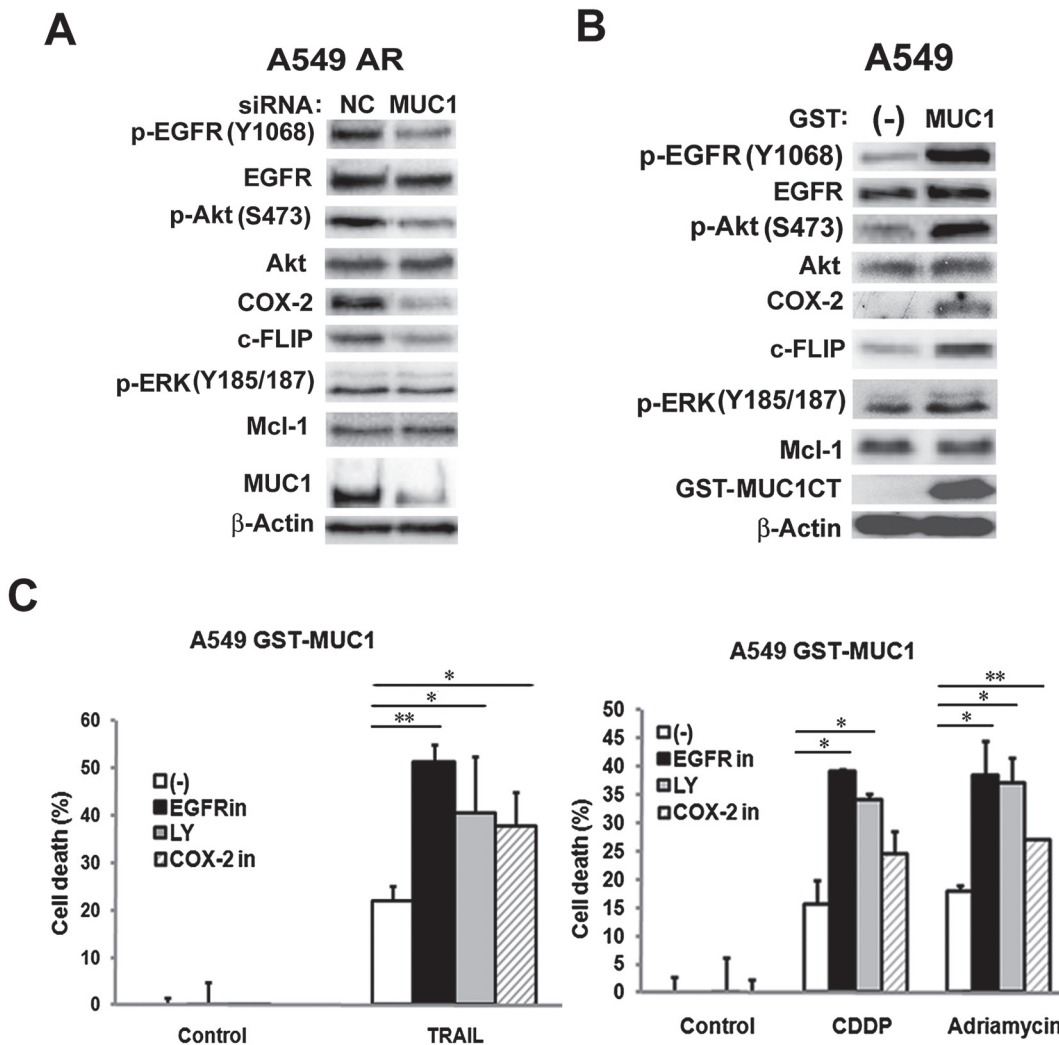 A
A549 AR
siRNA: NC MUC1
p-EGFR (Y1068)
EGFR
p-Akt (S473)
Akt
COX-2
c-FLIP
p-ERK (Y185/187)
Mcl-1
MUC1
β-Actin
B
A549
GST: (-) MUC1
p-EGFR (Y1068)
EGFR
p-Akt (S473)
Akt
COX-2
c-FLIP
p-ERK (Y185/187)
Mcl-1
GST-MUC1CT
β-Actin
C
A549 GST-MUC1
*
*
**
60
50
40
30
20
10
0
Cell death (%)
(-)
EGFRin
LY
COX-2 in
Control TRAIL
A549 GST-MUC1
**
*
*
*
*
50
45
40
35
30
25
20
15
10
5
0
Cell death (%)
(-)
EGFR in
LY
COX-2 in
Control CDDP Adriamycin